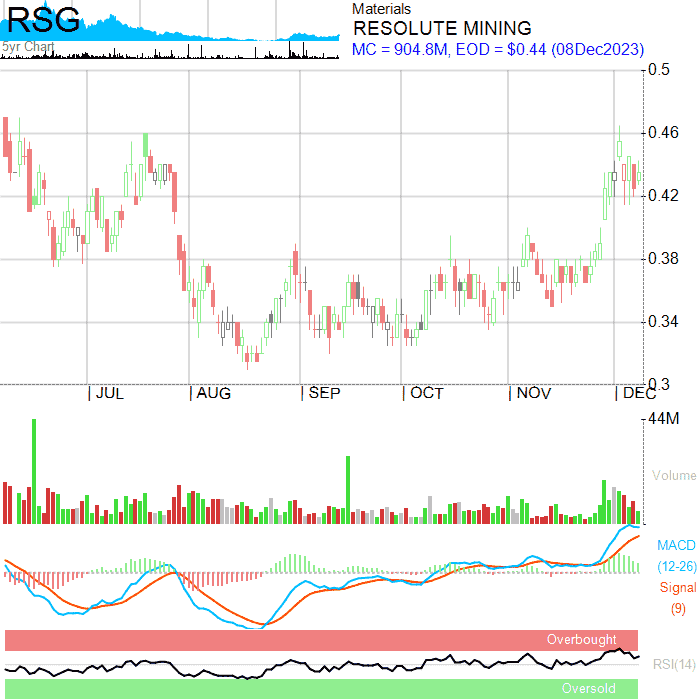 RSG
5yr Chart
Materials
RESOLUTE MINING
MC = 904.8M, EOD = $0.44 (08Dec2023)
0.5
0.46
0.42
0.38
0.34
0.3
JUL
AUG
SEP
OCT
NOV
DEC
44M
Volume
MACD
(12-26)
Signal
(9)
Overbought
RSI(14)
Oversold